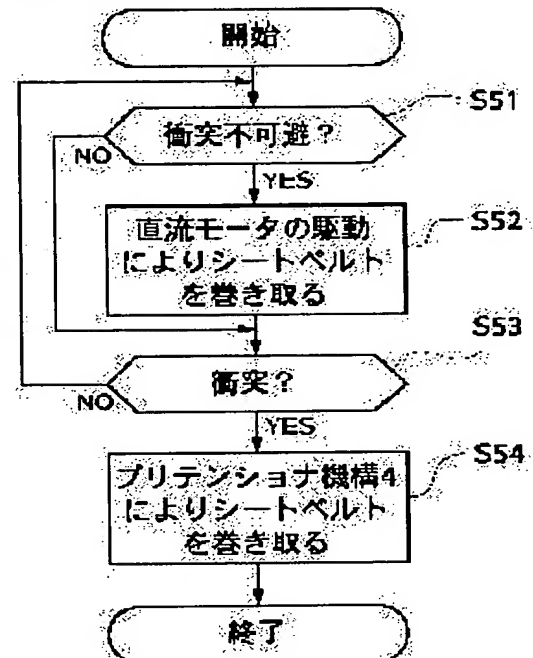 開始
S51
衝突不可避?
NO
YES
S52
直流モータの駆動
によりシートベルト
を巻き取る
S53
衝突?
NO
YES
S54
プリテンショナ機構4
によりシートベルト
を巻き取る
終了